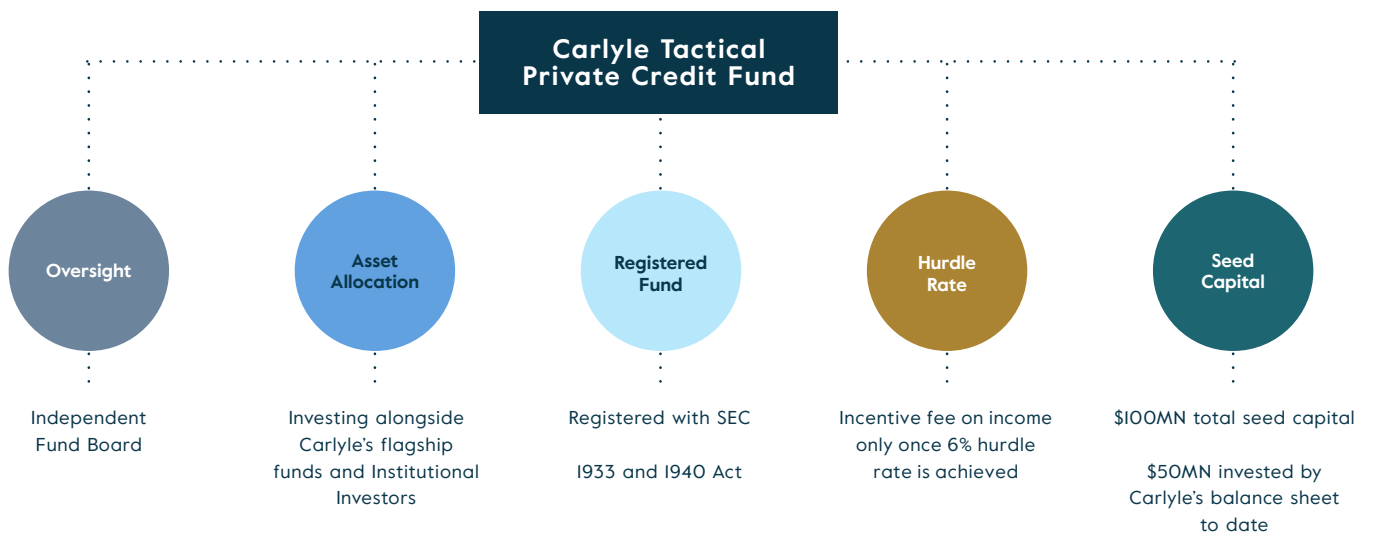 Carlyle Tactical
Private Credit Fund
Oversight
Independent
Fund Board
Asset
Allocation
Investing alongside
Carlyle's flagship
funds and Institutional
Investors
Registered
Fund
Registered with SEC
1933 and 1940 Act
Hurdle
Rate
Incentive fee on income
only once 6% hurdle
rate is achieved
Seed
Capital
$100MN total seed capital
$50MN invested by
Carlyle's balance sheet
to date